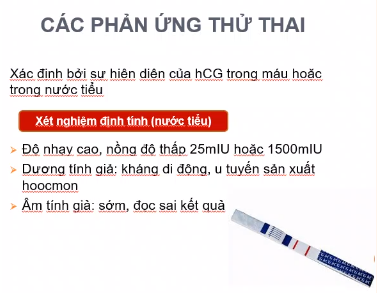 CÁC PHẢN ỨNG THỬ THAI
Xác định bởi sự hiện diện của hCG trong máu hoặc
trong nước tiểu
Xét nghiệm định tính (nước tiểu)
Độ nhạy cao, nồng độ thấp 25mIU hoặc 1500mIU
Dương tính giả: kháng di động, u tuyến sản xuất
hoocmon
Âm tính giả: sớm, đọc sai kết quả